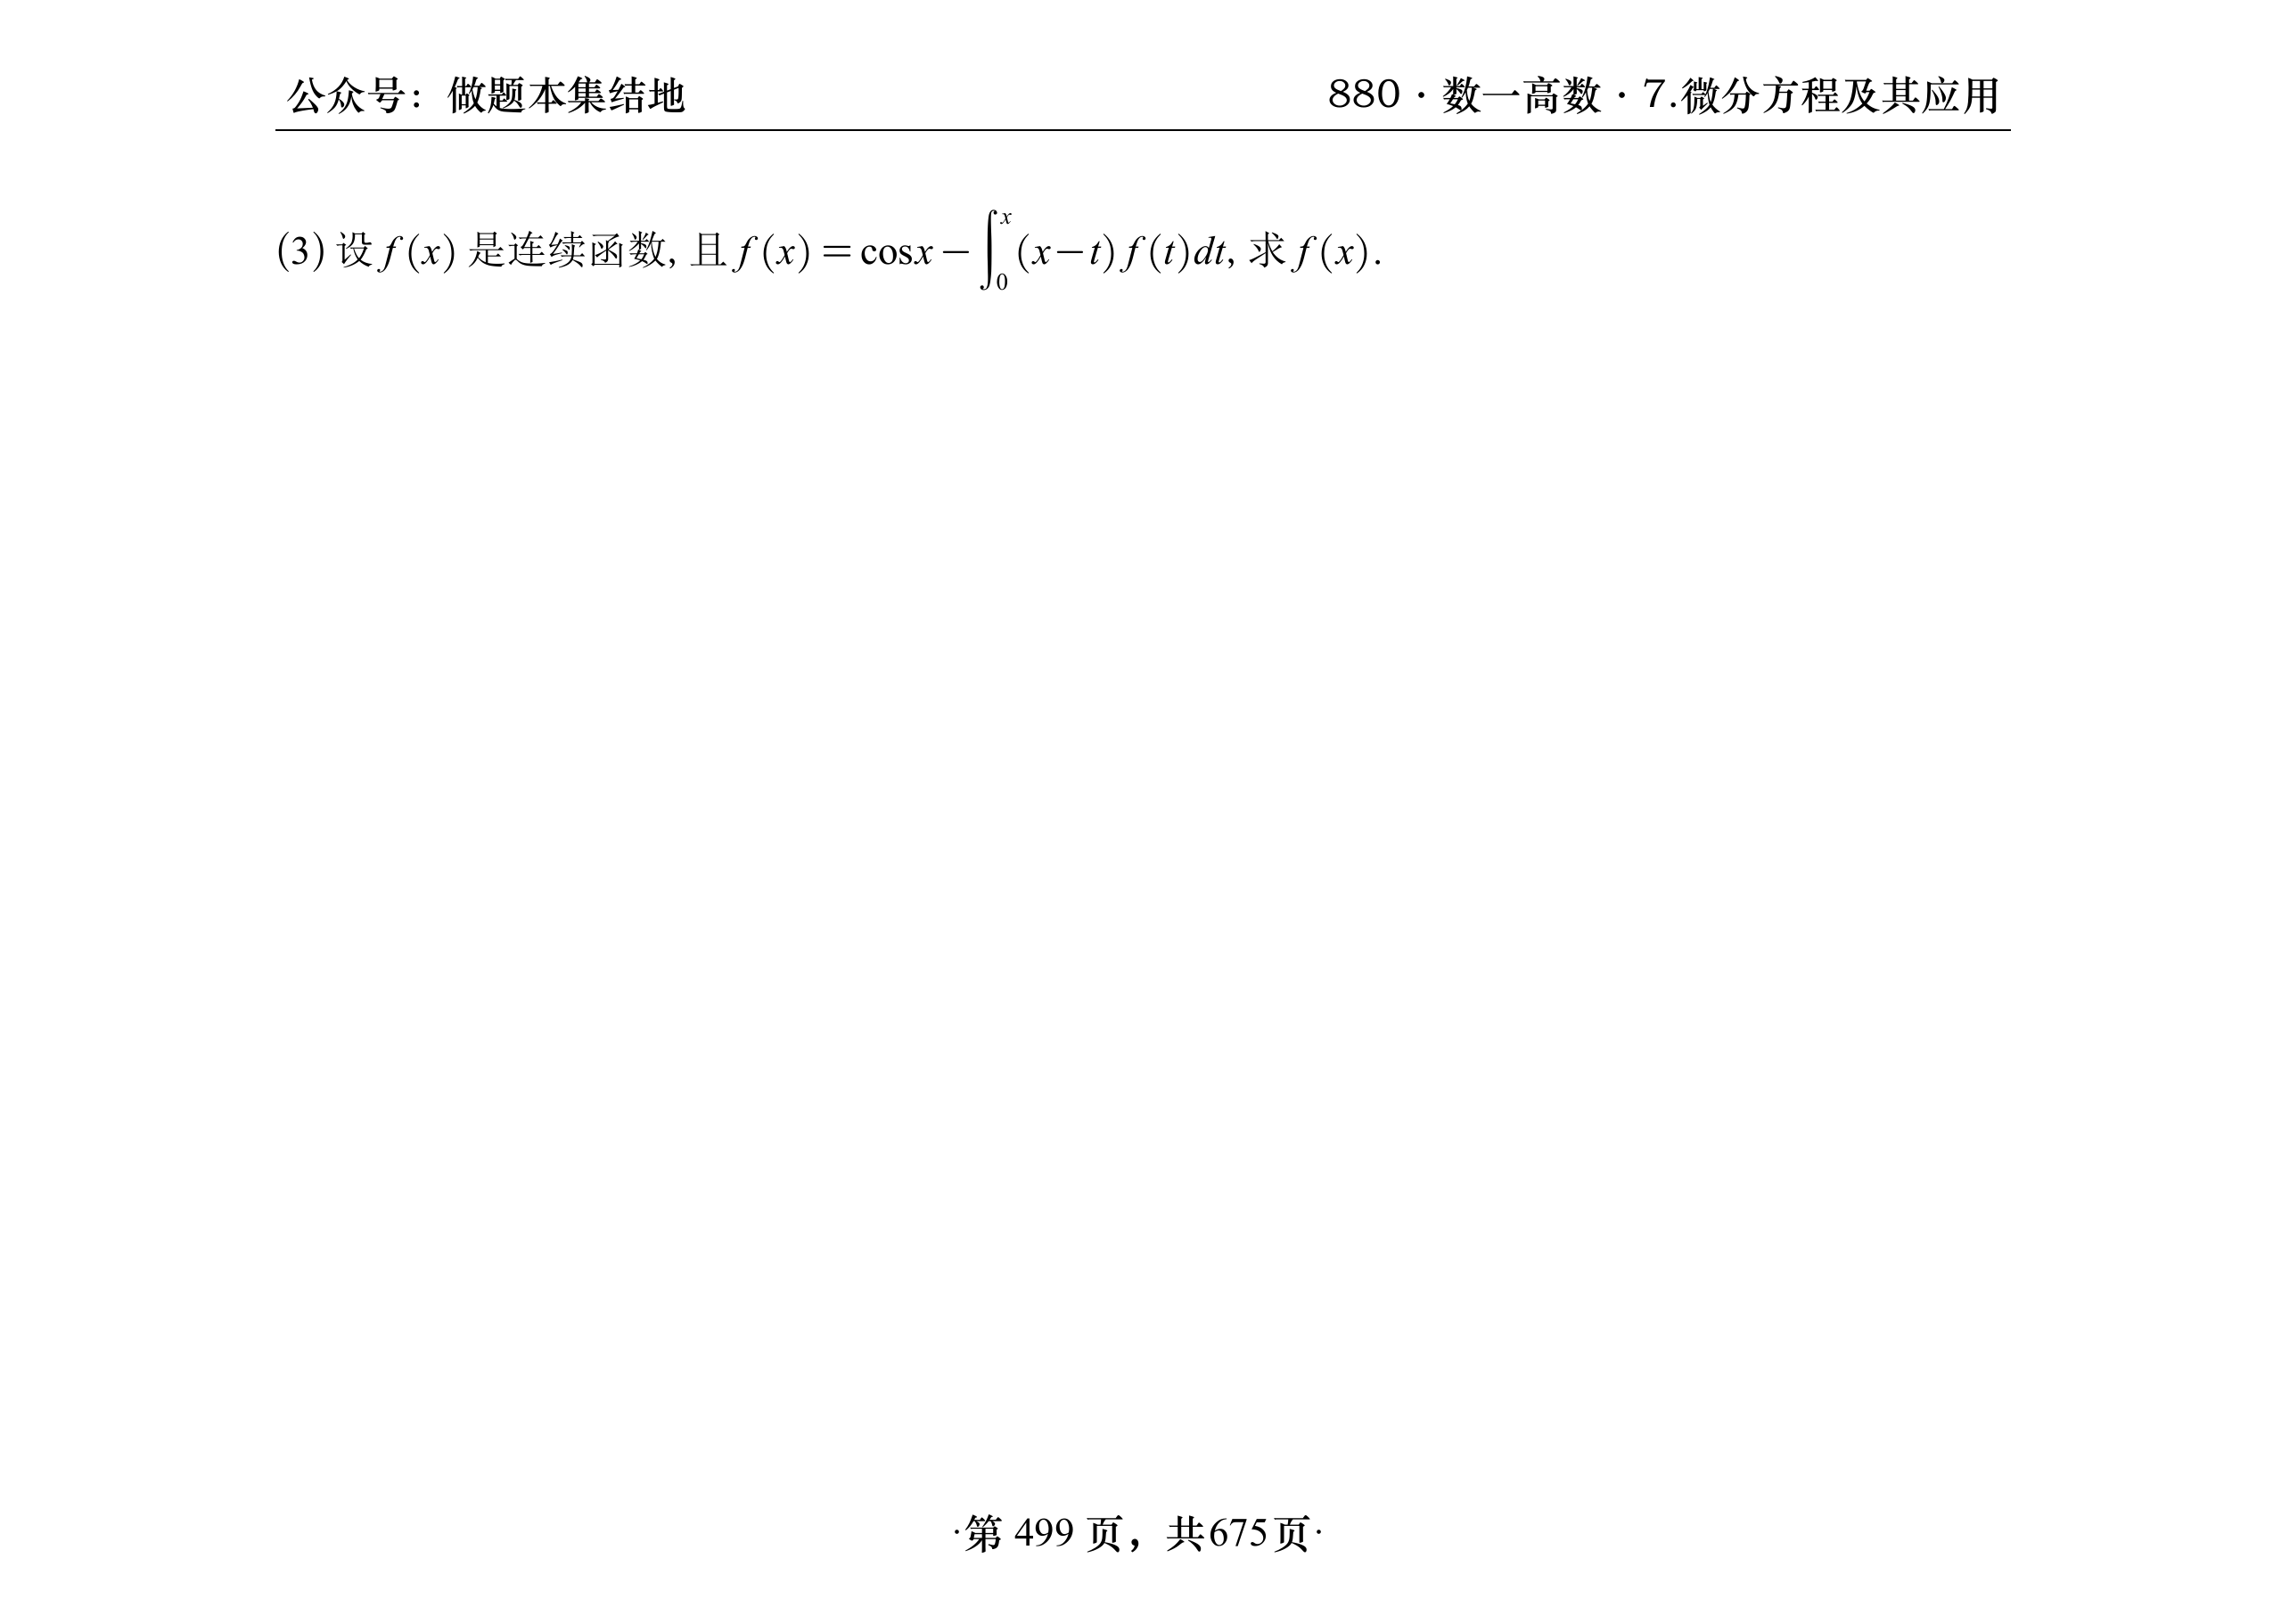 公众号：做题本集结地
880·数一高数·7.微分方程及其应用
(3) 设 f(x) 是连续函数, 且 f(x) = cosx − ∫₀ˣ (x−t) f(t)dt, 求 f(x).
·第 499 页，共675页·